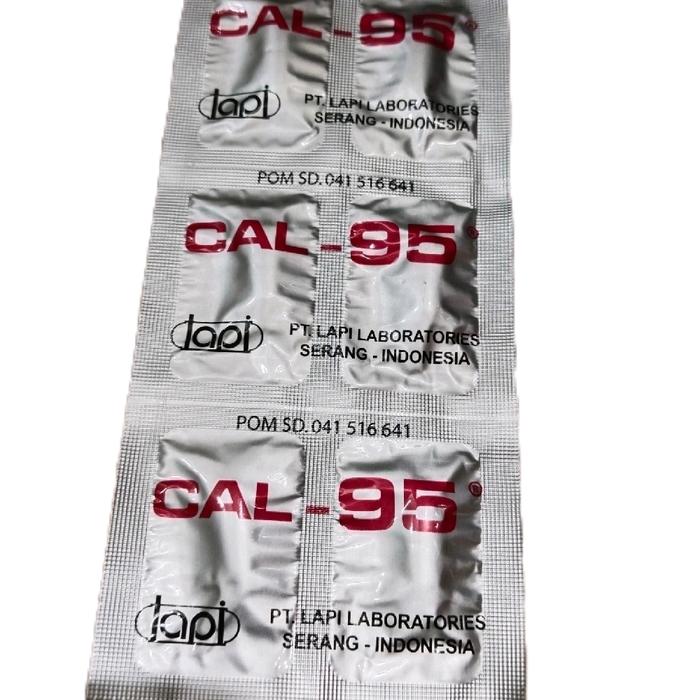 CAL-95®
lapi PT. LAPI LABORATORIES
SERANG - INDONESIA
POM SD. 041 516 641
CAL-95®
lapi PT. LAPI LABORATORIES
SERANG - INDONESIA
POM SD. 041 516 641
CAL-95®
lapi PT. LAPI LABORATORIES
SERANG - INDONESIA